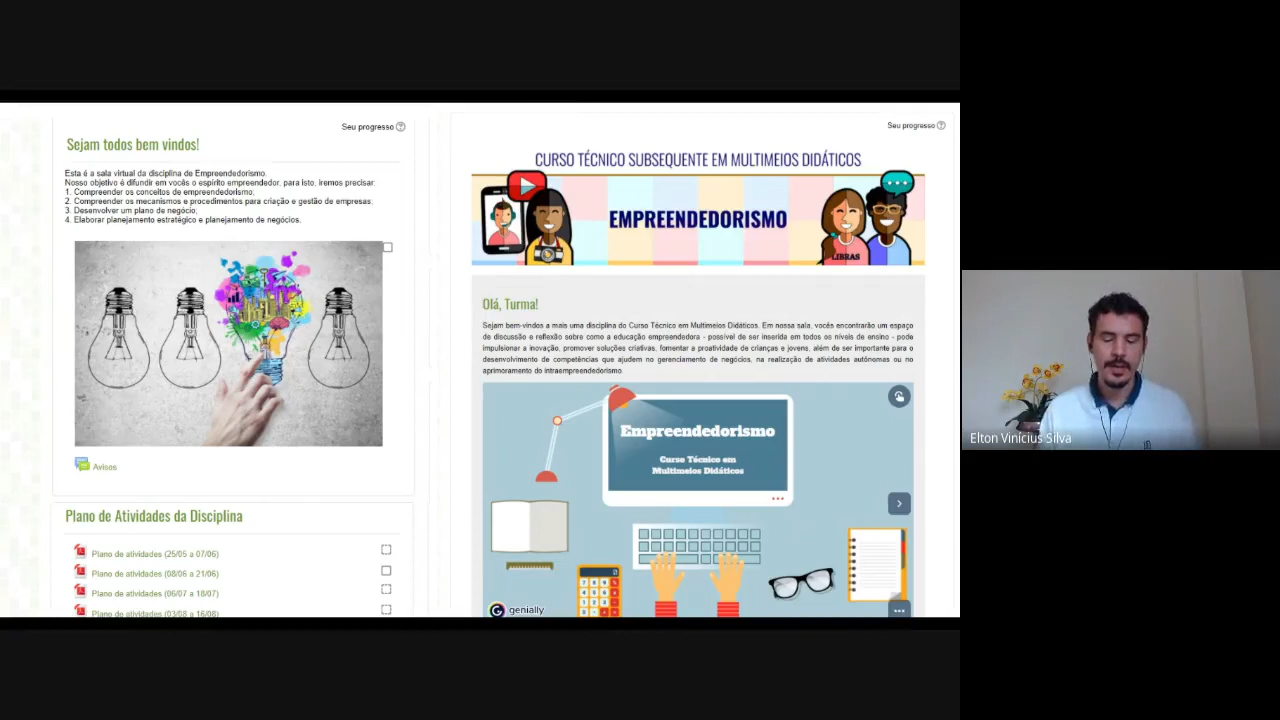 Seu progresso
Sejam todos bem vindos!
Esta é a sala virtual da disciplina de Empreendedorismo.
Nosso objetivo é difundir em vocês o espírito empreendedor, para isto, iremos precisar:
1. Compreender os conceitos de empreendedorismo;
2. Compreender os mecanismos e procedimentos para criação e gestão de empresas;
3. Desenvolver um plano de negócio;
4. Elaborar planejamento estratégico e planejamento de negócios.
Avisos
Plano de Atividades da Disciplina
Plano de atividades (25/05 a 07/06)
Plano de atividades (08/06 a 21/06)
Plano de atividades (06/07 a 18/07)
Plano de atividades (03/08 a 16/08)
Seu progresso
CURSO TÉCNICO SUBSEQUENTE EM MULTIMEIOS DIDÁTICOS
EMPREENDEDORISMO
LIBRAS
Olá, Turma!
Sejam bem-vindos a mais uma disciplina do Curso Técnico em Multimeios Didáticos. Em nossa sala, vocês encontrarão um espaço
de discussão e reflexão sobre como a educação empreendedora - possível de ser inserida em todos os níveis de ensino - pode
impulsionar a inovação, promover soluções criativas, fomentar a proatividade de crianças e jovens, além de ser importante para o
desenvolvimento de competências que ajudem no gerenciamento de negócios, na realização de atividades autônomas ou no
aprimoramento do intraempreendedorismo.
Empreendedorismo
Curso Técnico em
Multimeios Didáticos
genially
Elton Vinícius Silva